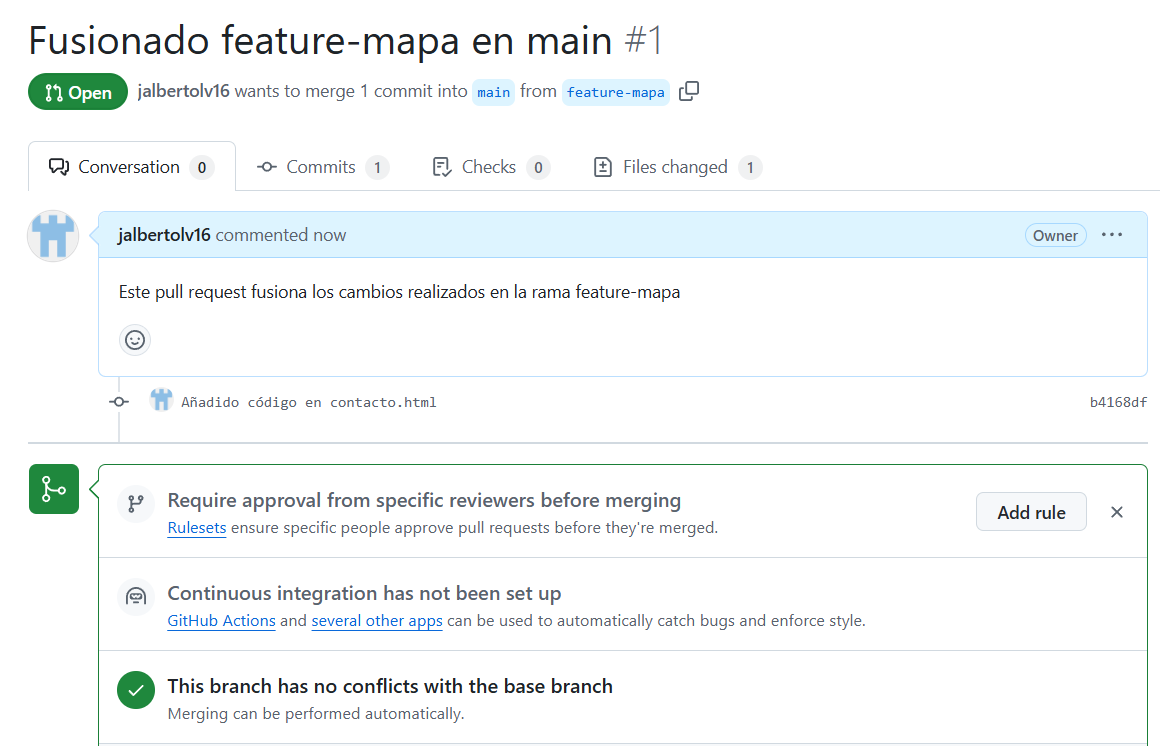 Fusionado feature-mapa en main #1
Open jalbertolv16 wants to merge 1 commit into main from feature-mapa
Conversation 0 Commits 1 Checks 0 Files changed 1
jalbertolv16 commented now Owner
Este pull request fusiona los cambios realizados en la rama feature-mapa
Añadido código en contacto.html b4168df
Require approval from specific reviewers before merging
Rulesets ensure specific people approve pull requests before they're merged.
Add rule
Continuous integration has not been set up
GitHub Actions and several other apps can be used to automatically catch bugs and enforce style.
This branch has no conflicts with the base branch
Merging can be performed automatically.